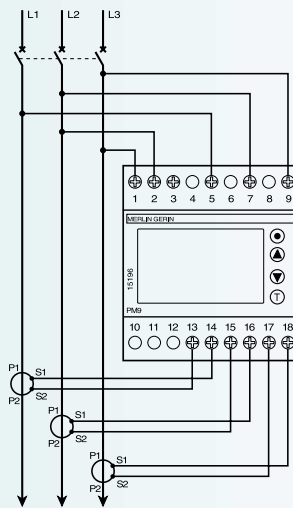 L1 L2 L3
1 2 3 4 5 6 7 8 9
MERLIN GERIN
15196
T
PM9
10 11 12 13 14 15 16 17 18
P1 S1
P2 S2
P1 S1
P2 S2
P1 S1
P2 S2